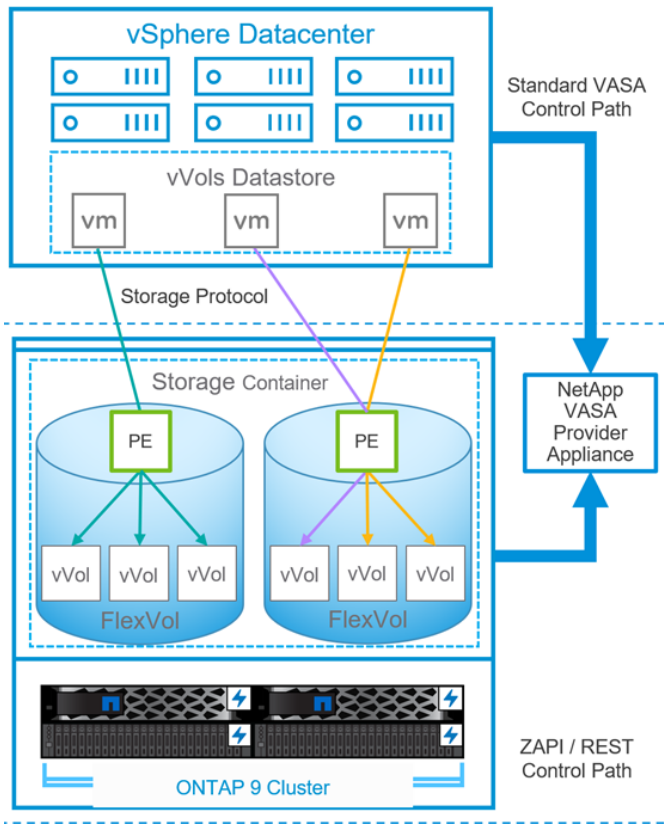 vSphere Datacenter
Standard VASA
Control Path
vVols Datastore
vm
vm
vm
Storage Protocol
Storage Container
NetApp
VASA
Provider
Appliance
PE
PE
vVol
vVol
vVol
vVol
vVol
vVol
FlexVol
FlexVol
ZAPI / REST
Control Path
ONTAP 9 Cluster